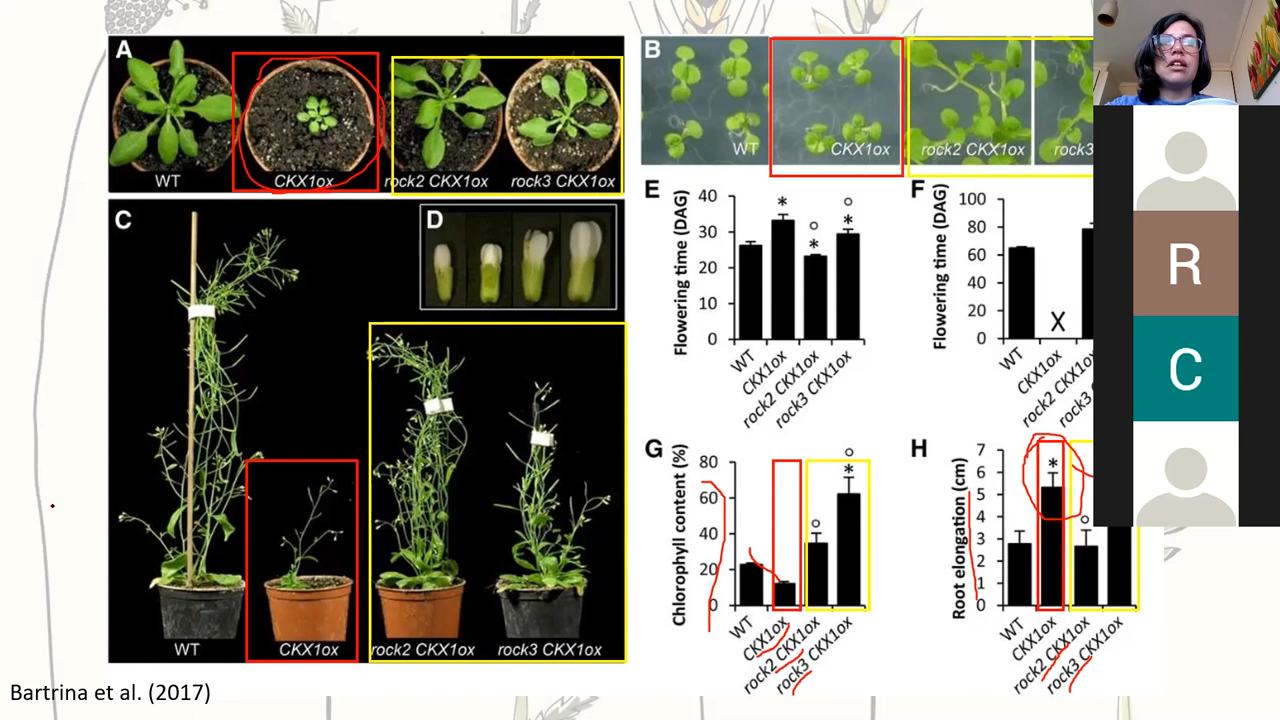 A
WT
CKX1ox
rock2 CKX1ox
rock3 CKX1ox
B
WT
CKX1ox
rock2 CKX1ox
rock3
C
D
WT
CKX1ox
rock2 CKX1ox
rock3 CKX1ox
E
Flowering time (DAG)
40
30
20
10
0
*
○
*
○
*
WT
CKX1ox
rock2 CKX1ox
rock3 CKX1ox
F
Flowering time (DAG)
100
80
60
40
20
0
X
WT
CKX1ox
rock2 CKX1o
rock3
G
Chlorophyll content (%)
80
60
40
20
0
○
○
*
WT
CKX1ox
rock2 CKX1ox
rock3 CKX1ox
H
Root elongation (cm)
7
6
5
4
3
2
1
0
*
○
WT
CKX1ox
rock2 CKX1ox
rock3 CKX1ox
R
C
Bartrina et al. (2017)